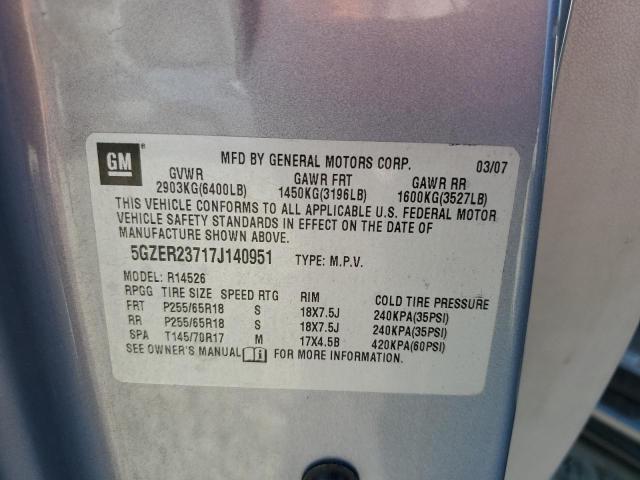 GM®
MFD BY GENERAL MOTORS CORP. 03/07
GVWR GAWR FRT GAWR RR
2903KG(6400LB) 1450KG(3196LB) 1600KG(3527LB)
THIS VEHICLE CONFORMS TO ALL APPLICABLE U.S. FEDERAL MOTOR
VEHICLE SAFETY STANDARDS IN EFFECT ON THE DATE OF
MANUFACTURE SHOWN ABOVE.
5GZER23717J140951 TYPE: M.P.V.
MODEL: R14526
RPGG TIRE SIZE SPEED RTG RIM COLD TIRE PRESSURE
FRT P255/65R18 S 18X7.5J 240KPA(35PSI)
RR P255/65R18 S 18X7.5J 240KPA(35PSI)
SPA T145/70R17 M 17X4.5B 420KPA(60PSI)
SEE OWNER'S MANUAL FOR MORE INFORMATION.